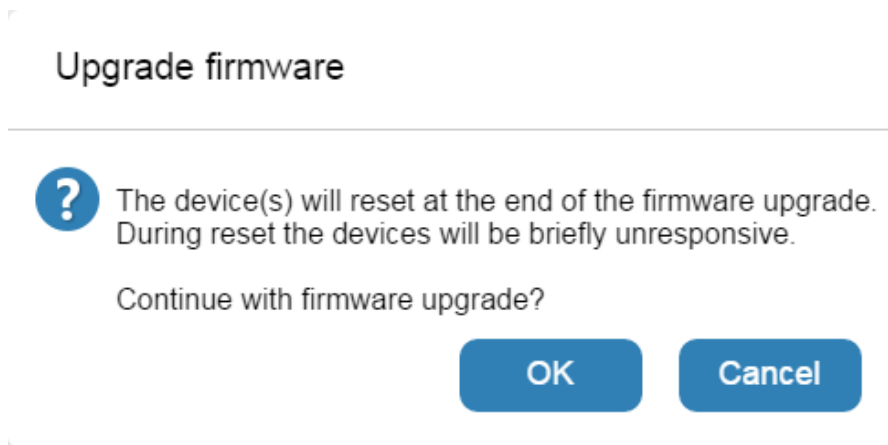 Upgrade firmware
?
The device(s) will reset at the end of the firmware upgrade.
During reset the devices will be briefly unresponsive.
Continue with firmware upgrade?
OK
Cancel